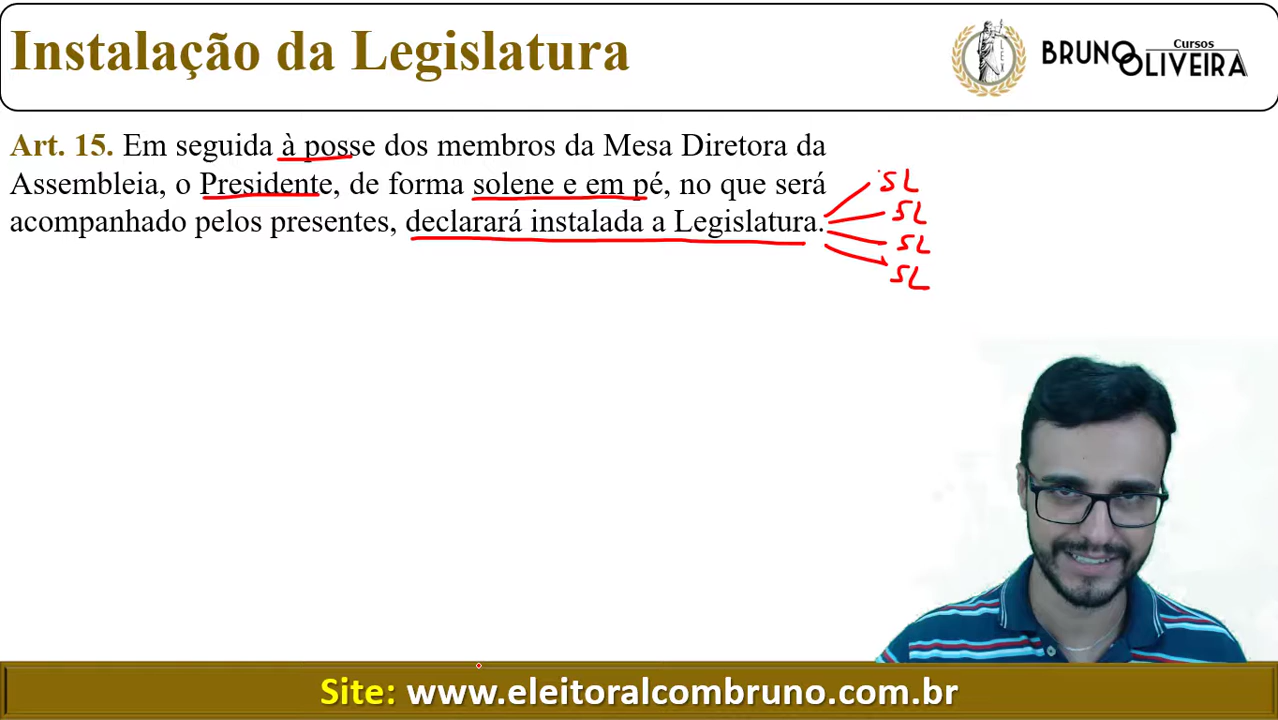 Instalação da Legislatura
Cursos
BRUNO
OLIVEIRA
LEX
Art. 15. Em seguida à posse dos membros da Mesa Diretora da
Assembleia, o Presidente, de forma solene e em pé, no que será
acompanhado pelos presentes, declarará instalada a Legislatura.
SL
SL
SL
SL
Site: www.eleitoralcombruno.com.br